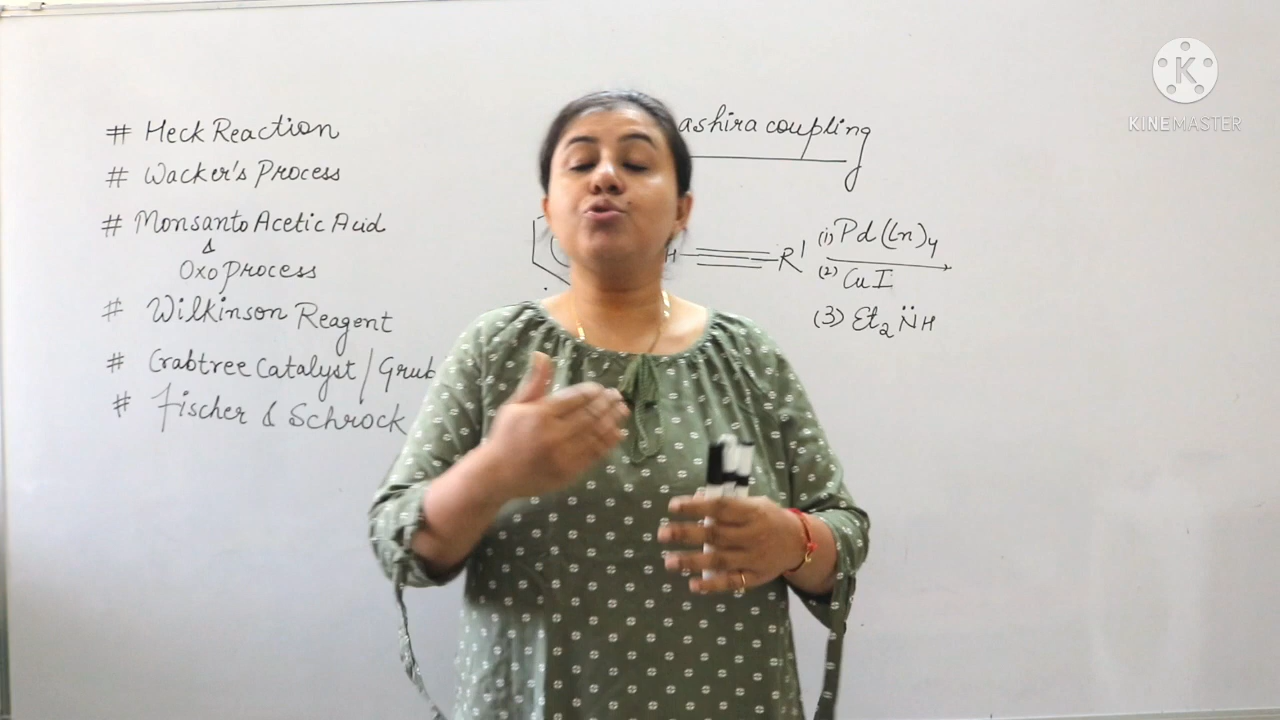 # Heck Reaction
# Wacker's Process
# Monsanto Acetic Acid
&
Oxo Process
# Wilkinson Reagent
# Crabtree Catalyst / Grub
# Fischer & Schrock
ashira coupling
H ≡ R'
(1) Pd(Ln)4
(2) CuI
(3) Et2N̈H
K
KINEMASTER